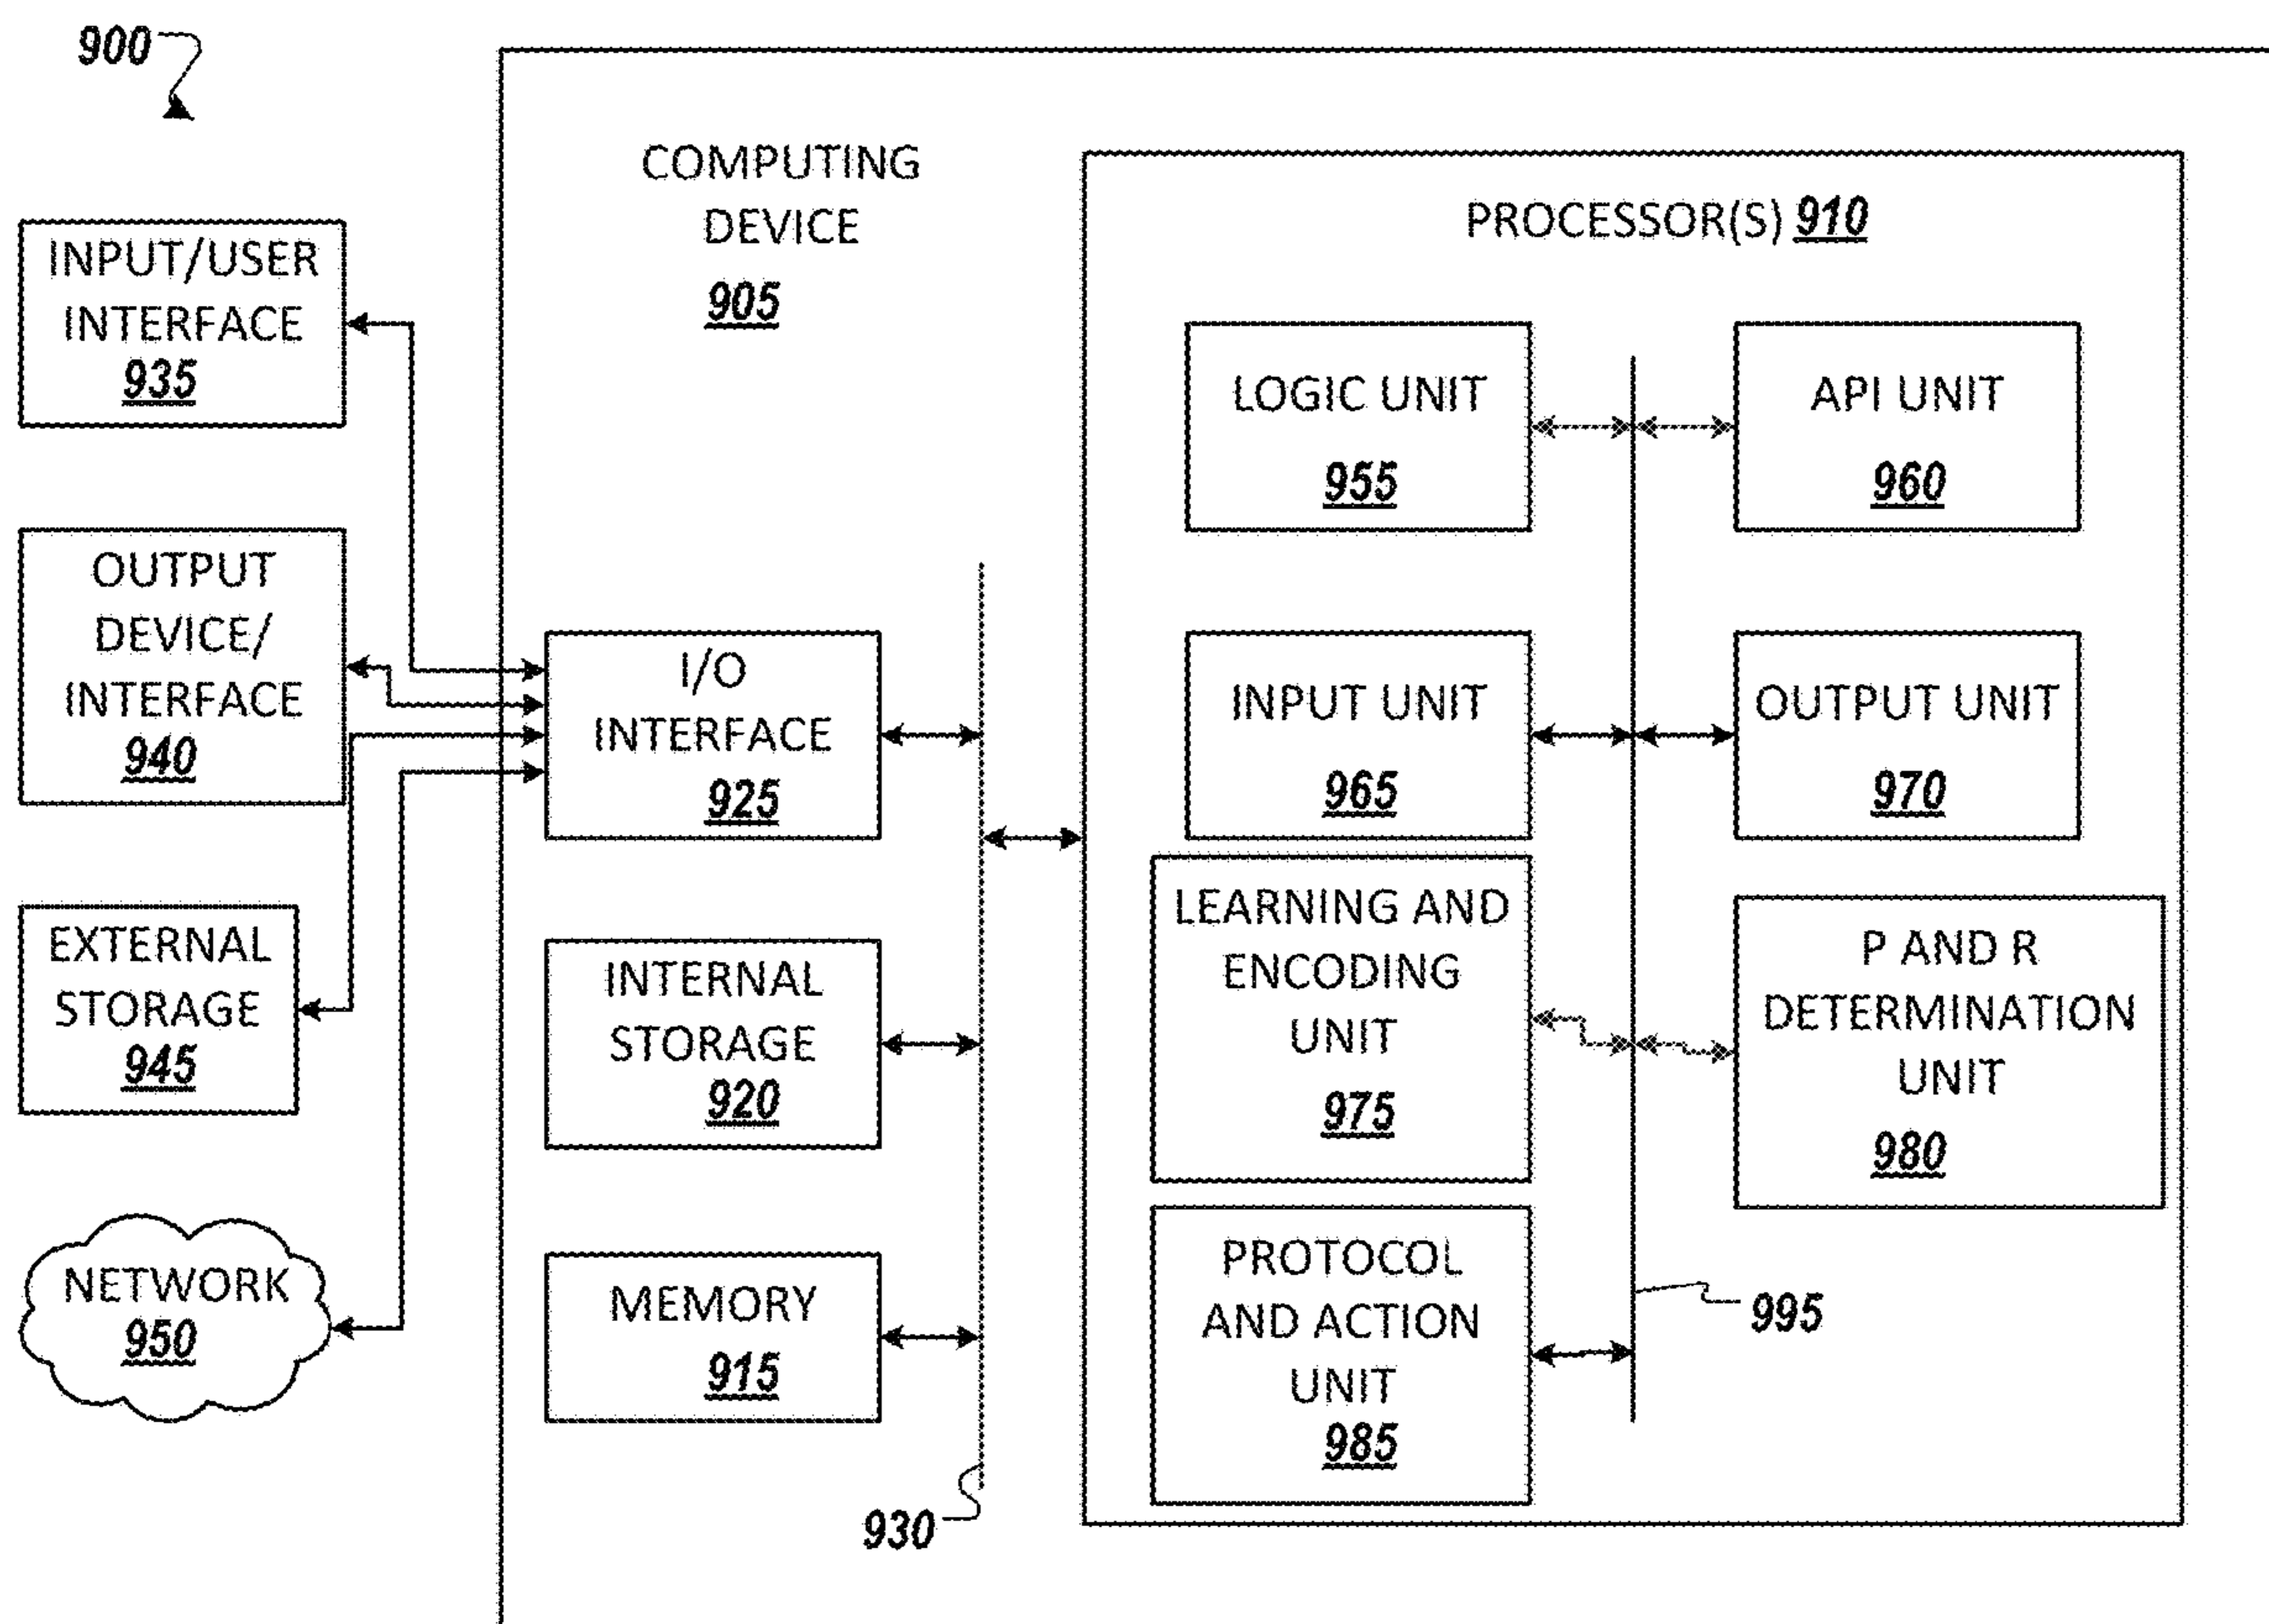 900
COMPUTING
DEVICE
905
PROCESSOR(S) 910
INPUT/USER
INTERFACE
935
OUTPUT
DEVICE/
INTERFACE
940
EXTERNAL
STORAGE
945
NETWORK
950
I/O
INTERFACE
925
INTERNAL
STORAGE
920
MEMORY
915
930
LOGIC UNIT
955
API UNIT
960
INPUT UNIT
965
OUTPUT UNIT
970
LEARNING AND
ENCODING
UNIT
975
P AND R
DETERMINATION
UNIT
980
PROTOCOL
AND ACTION
UNIT
985
995